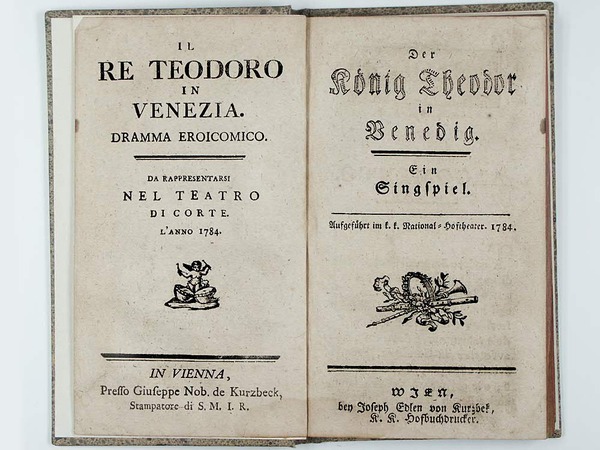 IL
RE TEODORO
IN
VENEZIA.
DRAMMA EROICOMICO.
DA RAPPRESENTARSI
NEL TEATRO
DI CORTE.
L'ANNO 1784.
IN VIENNA,
Presso Giuseppe Nob. de Kurzbeck,
Stampatore di S. M. I. R.
Der
König Theodor
in
Venedig.
Ein
Singspiel.
Aufgeführt im k. k. National-Hoftheater. 1784.
WIEN,
bey Joseph Edlen von Kurzbek,
K. K. Hofbuchdrucker.